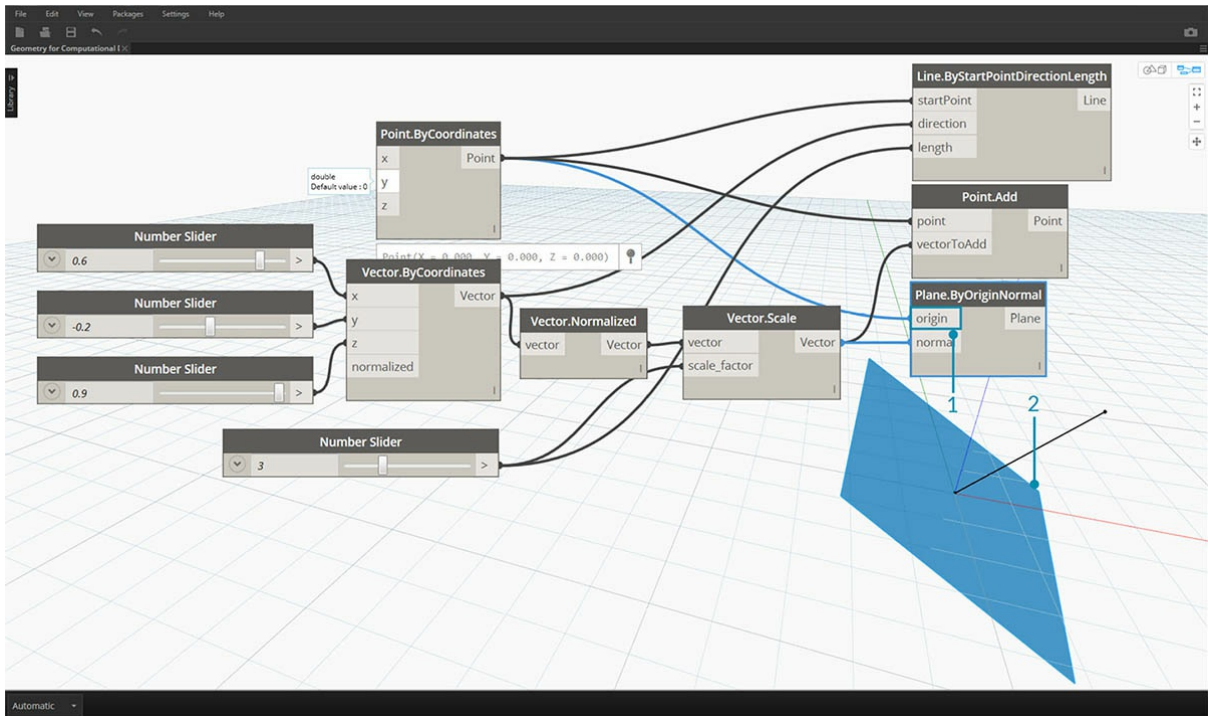 File Edit View Packages Settings Help
Geometry for Computational
Library
Line.ByStartPointDirectionLength
startPoint Line
direction
length
Point.ByCoordinates
x Point
y
z
double
Default value : 0
Point(X = 0.000, Y = 0.000, Z = 0.000)
Point.Add
point Point
vectorToAdd
Number Slider
0.6 >
Number Slider
-0.2 >
Number Slider
0.9 >
Vector.ByCoordinates
x Vector
y
z
normalized
Vector.Normalized
vector Vector
Vector.Scale
vector Vector
scale_factor
Plane.ByOriginNormal
origin Plane
normal
1
2
Number Slider
3 >
Automatic